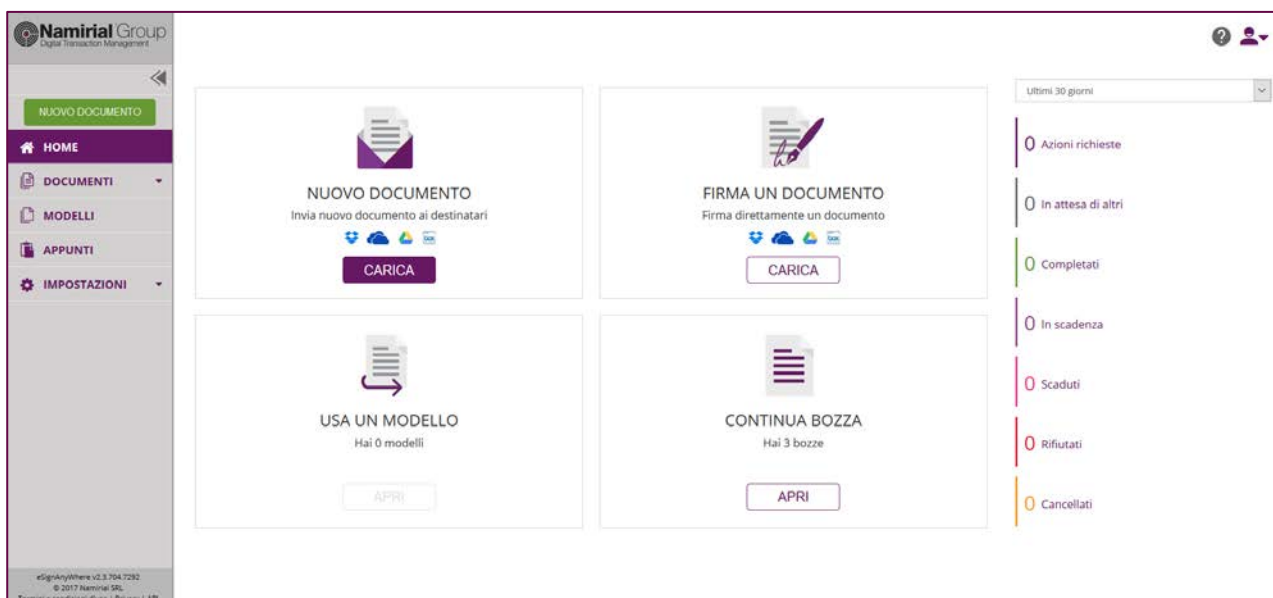 Namirial Group
Digital Transaction Management
NUOVO DOCUMENTO
HOME
DOCUMENTI
MODELLI
APPUNTI
IMPOSTAZIONI
eSignAnyWhere v2.3.704.7292
© 2017 Namirial SRL
NUOVO DOCUMENTO
Invia nuovo documento ai destinatari
CARICA
FIRMA UN DOCUMENTO
Firma direttamente un documento
CARICA
USA UN MODELLO
Hai 0 modelli
APRI
CONTINUA BOZZA
Hai 3 bozze
APRI
Ultimi 30 giorni
0 Azioni richieste
0 In attesa di altri
0 Completati
0 In scadenza
0 Scaduti
0 Rifiutati
0 Cancellati